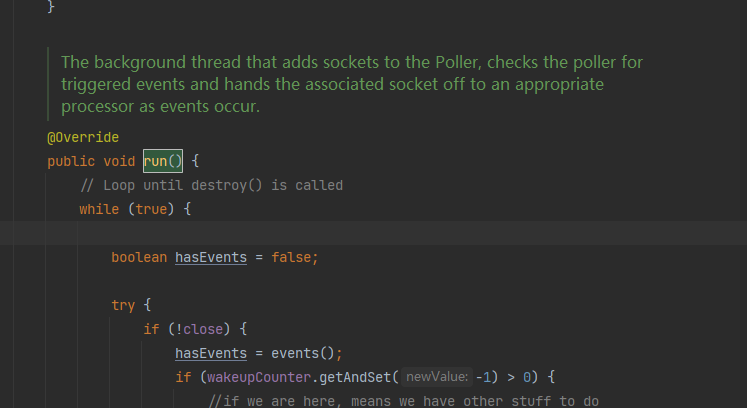 }
The background thread that adds sockets to the Poller, checks the poller for
triggered events and hands the associated socket off to an appropriate
processor as events occur.
@Override
public void run() {
// Loop until destroy() is called
while (true) {
boolean hasEvents = false;
try {
if (!close) {
hasEvents = events();
if (wakeupCounter.getAndSet( newValue: -1) > 0) {
//if we are here, means we have other stuff to do